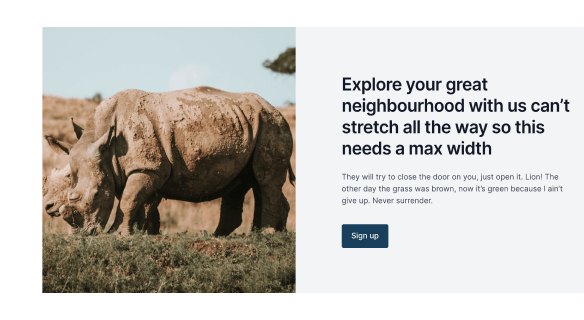 Explore your great
neighbourhood with us can’t
stretch all the way so this
needs a max width
They will try to close the door on you, just open it. Lion! The
other day the grass was brown, now it’s green because I ain’t
give up. Never surrender.
Sign up